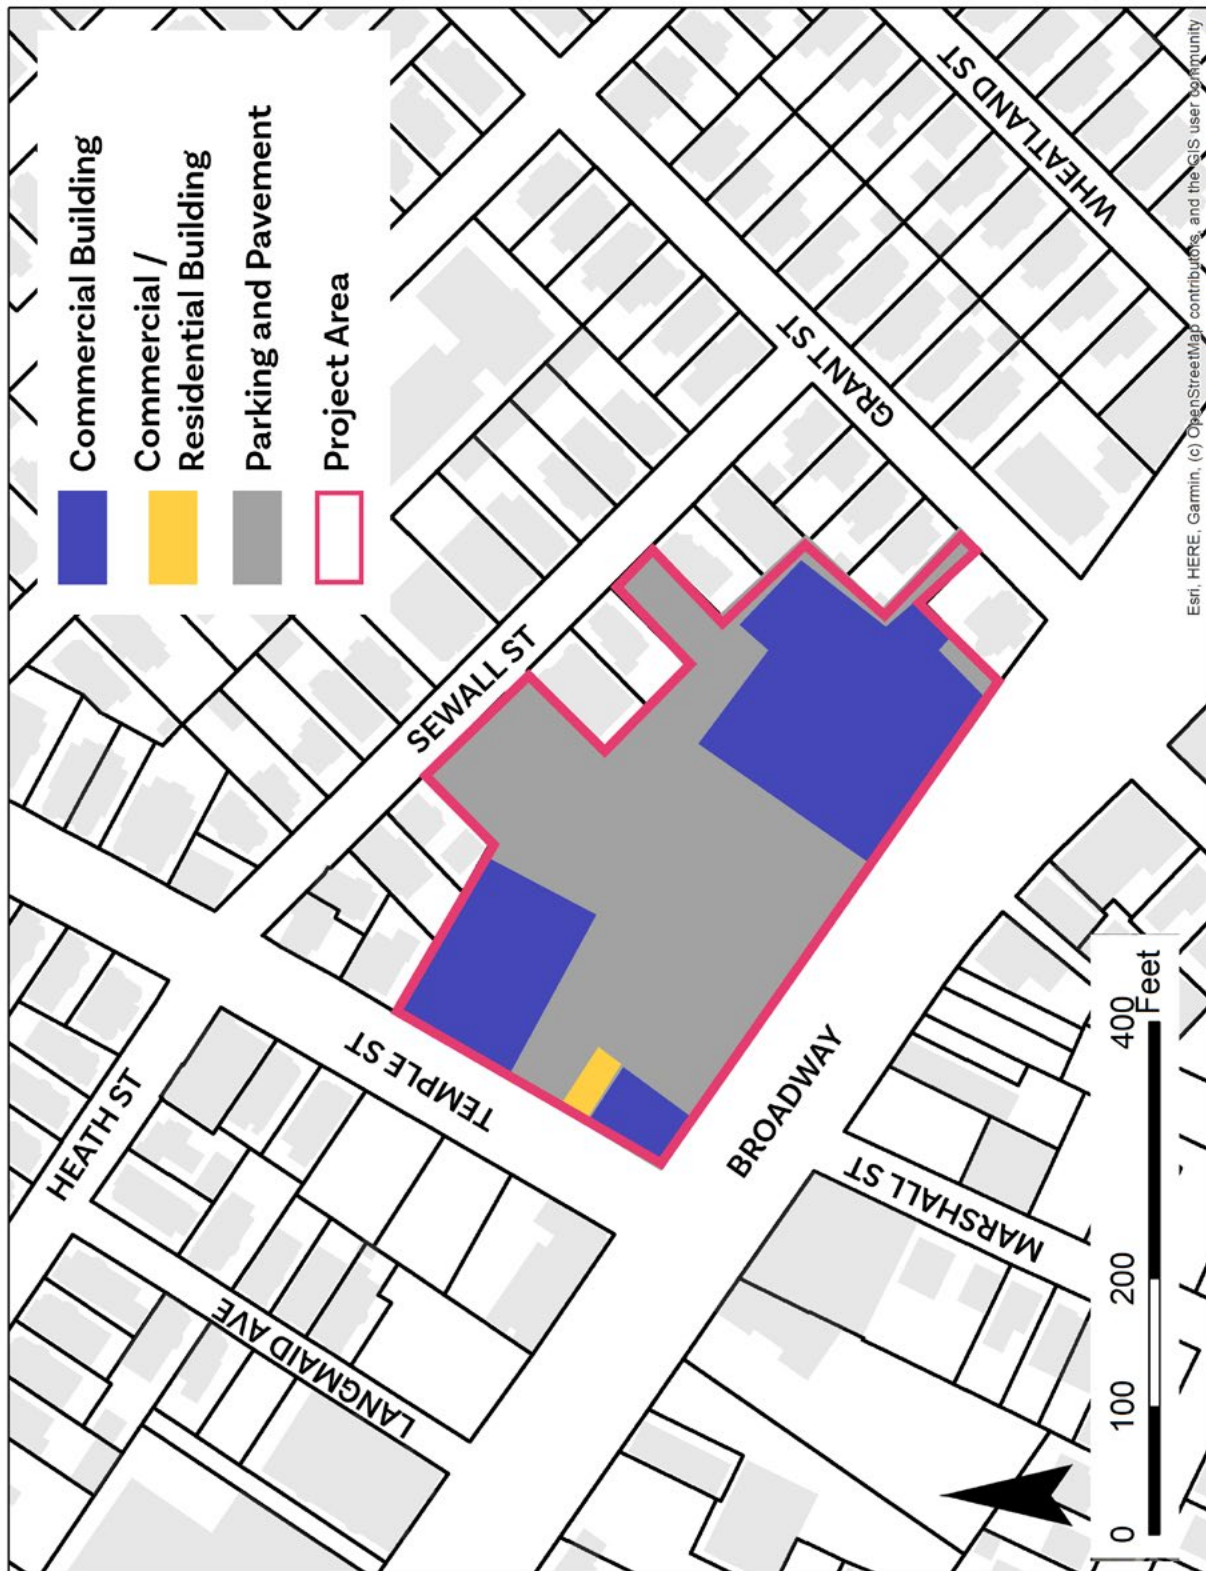 Commercial Building
Commercial /
Residential Building
Parking and Pavement
Project Area
HEATH ST
LANGMAID AVE
TEMPLE ST
SEWALL ST
GRANT ST
WHEATLAND ST
BROADWAY
MARSHALL ST
0 100 200 400
Feet
Esri, HERE, Garmin, (c) OpenStreetMap contributors, and the GIS user community